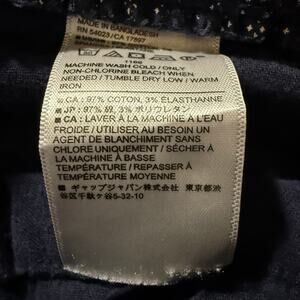 MADE IN BANGLADESH
RN 54023 / CA 17897
1166
MACHINE WASH COLD / ONLY
NON-CHLORINE BLEACH WHEN
NEEDED / TUMBLE DRY LOW / WARM
IRON
CA : 97% COTON, 3% ÉLASTHANNE
JP : 97% 綿, 3% ポリウレタン
CA : LAVER À LA MACHINE À L'EAU
FROIDE / UTILISER AU BESOIN UN
AGENT DE BLANCHIMENT SANS
CHLORE UNIQUEMENT / SÉCHER
À LA MACHINE À BASSE
TEMPÉRATURE / REPASSER À
TEMPÉRATURE MOYENNE
ギャップジャパン株式会社 東京都渋
谷区千駄ヶ谷5-32-10